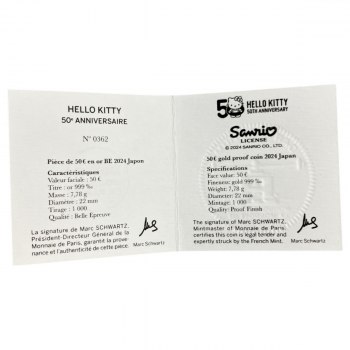 HELLO KITTY
50e ANNIVERSAIRE
N° 0362
Pièce de 50€ en or BE 2024 Japon
Caractéristiques
Valeur faciale : 50 €
Titre : or 999 ‰
Masse : 7,78 g
Diamètre : 22 mm
Tirage : 1 000
Qualité : Belle Epreuve
La signature de Marc SCHWARTZ,
Président-Directeur Général de la
Monnaie de Paris, garantit la prove-
nance et l'authenticité de cette pièce.
Marc Schwartz
50 HELLO KITTY
50TH ANNIVERSARY
Sanrio
LICENSE
© 2024 SANRIO CO., LTD.
50 € gold proof coin 2024 Japan
Specifications
Face value: 50 €
Fineness: gold 999 ‰
Weight: 7,78 g
Diameter: 22 mm
Mintage: 1 000
Quality: Proof Finish
The signature of Marc SCHWARTZ,
Mintmaster of Monnaie de Paris,
certifies this coin is legal tender and
expertly struck by the French Mint.
Marc Schwartz